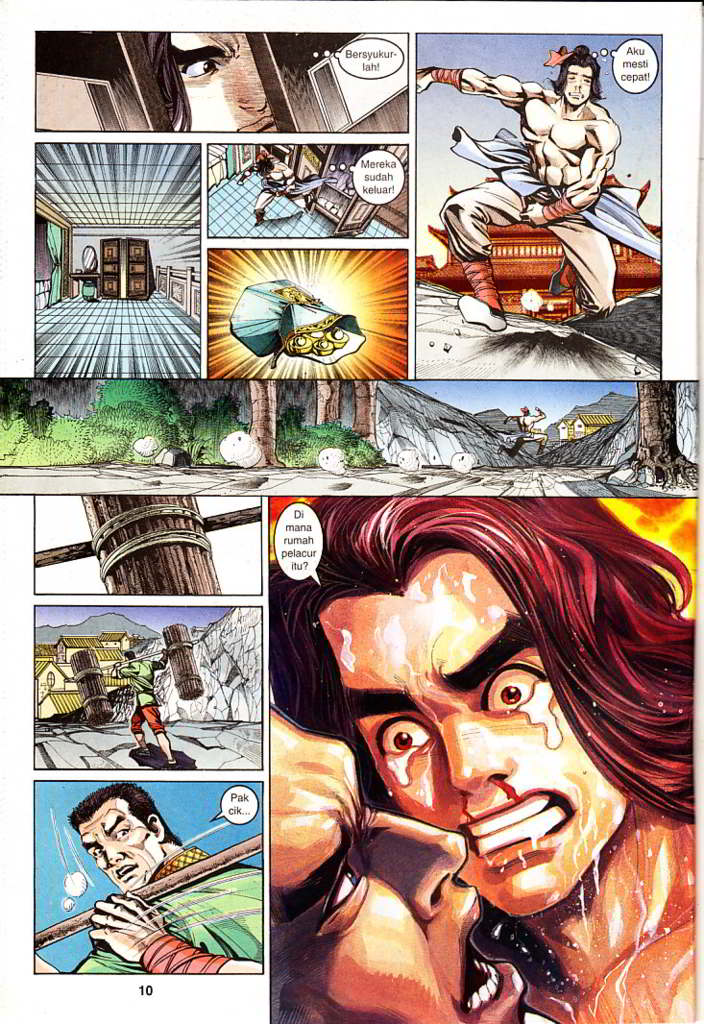 Bersyukur-
lah!
Aku
mesti
cepat!
Mereka
sudah
keluar!
Di
mana
rumah
pelacur
itu?
Pak
cik...
10